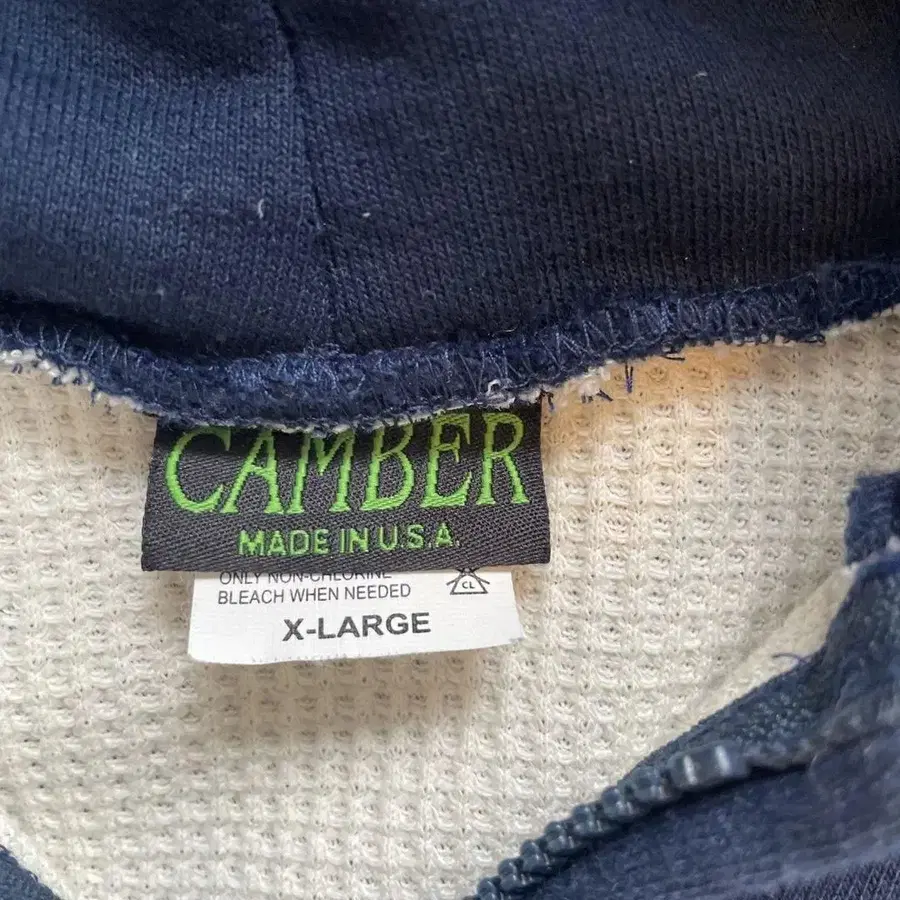 CAMBER
MADE IN U.S.A.
ONLY NON-CHLORINE
BLEACH WHEN NEEDED
CL
X-LARGE